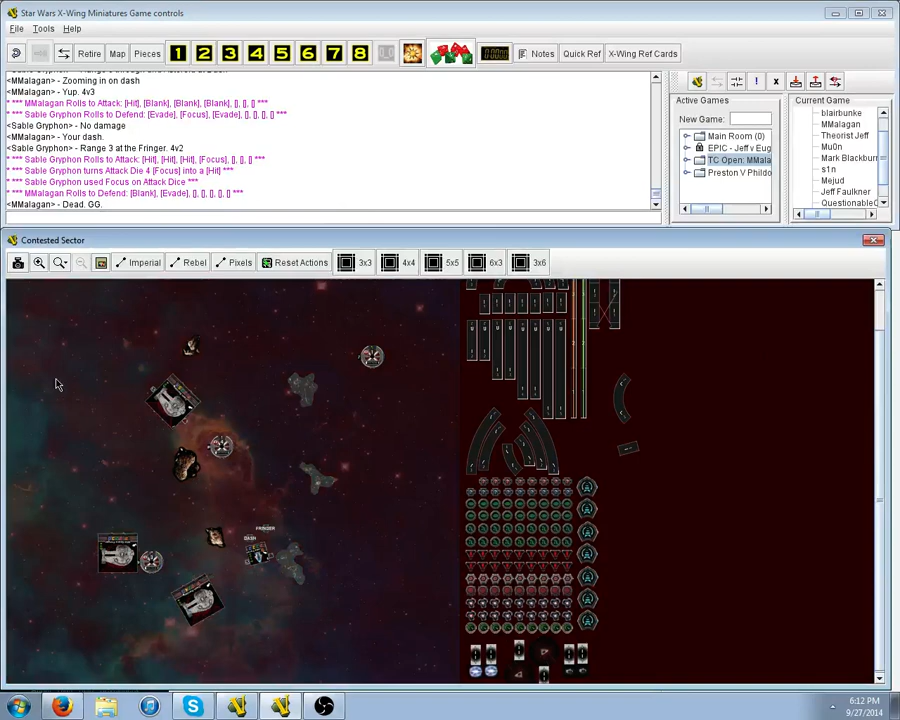 Star Wars X-Wing Miniatures Game controls
File Tools Help
Retire Map Pieces 1 2 3 4 5 6 7 8 Notes Quick Ref X-Wing Ref Cards
<MMalagan> - Zooming in on dash
<MMalagan> - Yup. 4v3
* *** MMalagan Rolls to Attack: [Hit], [Blank], [Blank], [Blank], [], [], [] ***
* *** Sable Gryphon Rolls to Defend: [Evade], [Focus], [Evade], [], [], [], [] ***
<Sable Gryphon> - No damage
<MMalagan> - Your dash.
<Sable Gryphon> - Range 3 at the Fringer. 4v2
* *** Sable Gryphon Rolls to Attack: [Hit], [Hit], [Hit], [Focus], [], [], [] ***
* *** Sable Gryphon turns Attack Die 4 [Focus] into a [Hit] ***
* *** Sable Gryphon used Focus on Attack Dice ***
* *** MMalagan Rolls to Defend: [Blank], [Evade], [], [], [], [], [] ***
<MMalagan> - Dead. GG.
Active Games
New Game:
Main Room (0)
EPIC - Jeff v Eug
TC Open: MMala
Preston V Phildo
Current Game
blairbunke
MMalagan
Theorist Jeff
Mu0n
Mark Blackburn
s1n
Mejud
Jeff Faulkner
QuestionableC
Contested Sector
Imperial Rebel Pixels Reset Actions 3x3 4x4 5x5 6x3 3x6
FRINGER
DASH
6:12 PM
9/27/2014